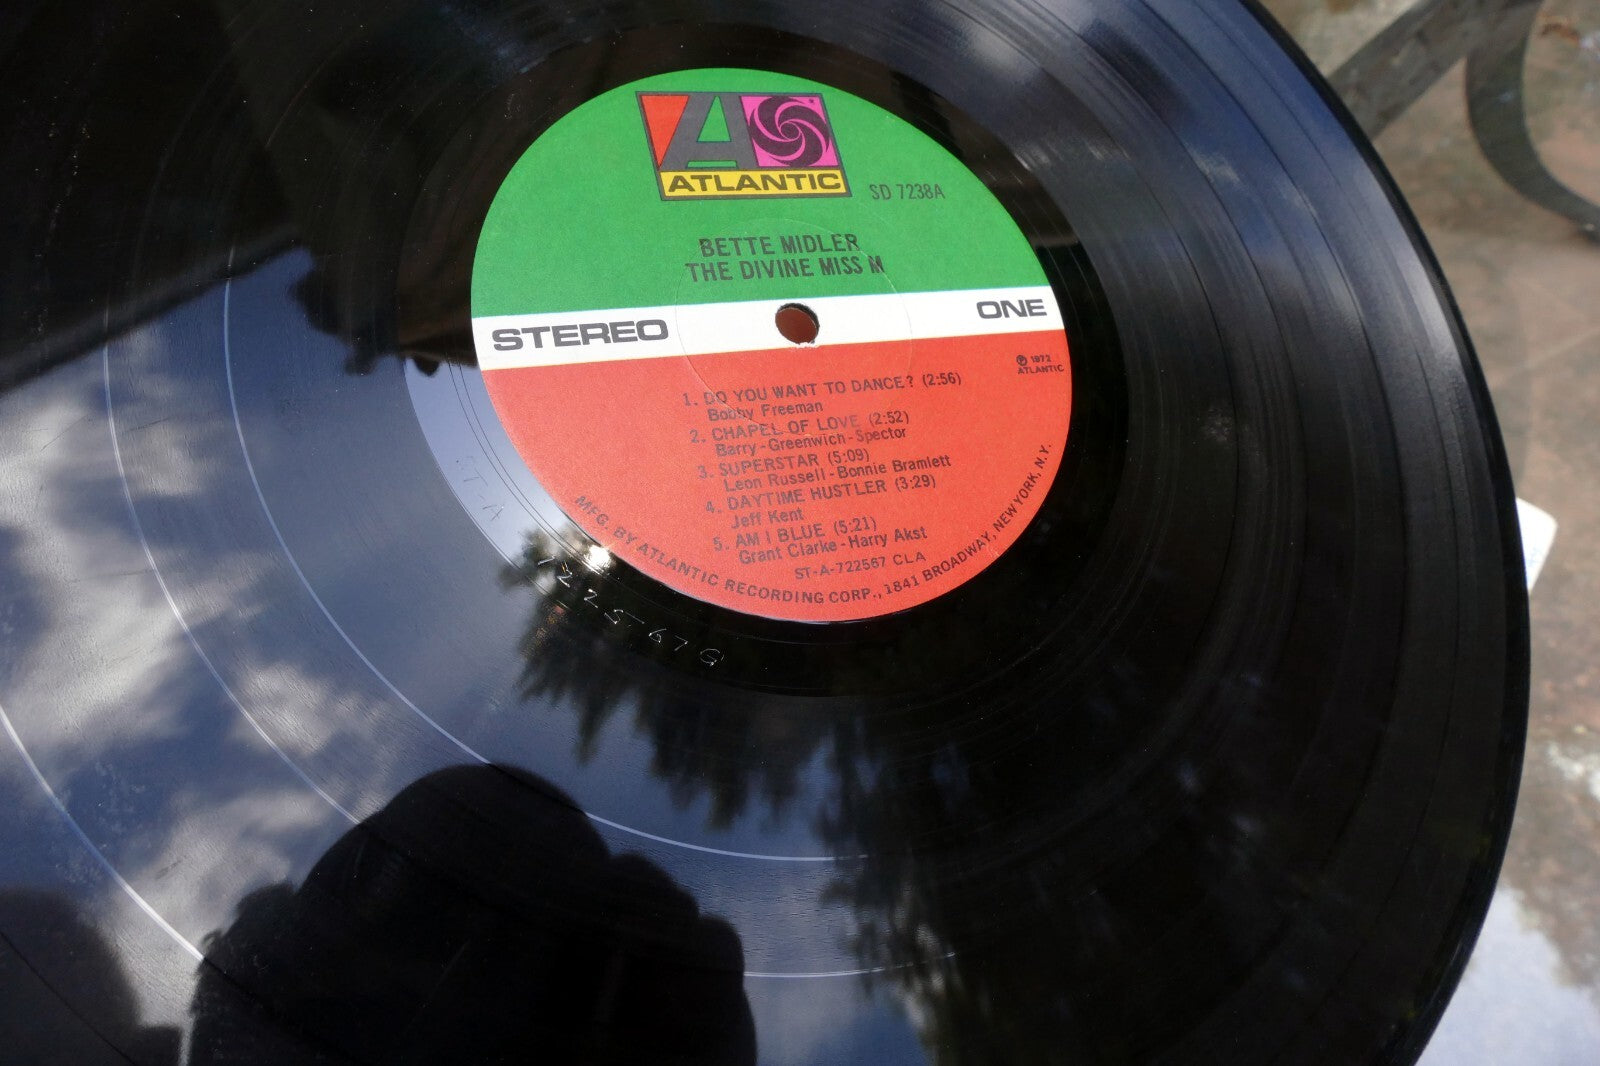 ATLANTIC
SD 7238A
BETTE MIDLER
THE DIVINE MISS M
STEREO
ONE
℗ 1972
ATLANTIC
1. DO YOU WANT TO DANCE? (2:56)
Bobby Freeman
2. CHAPEL OF LOVE (2:52)
Barry-Greenwich-Spector
3. SUPERSTAR (5:09)
Leon Russell-Bonnie Bramlett
4. DAYTIME HUSTLER (3:29)
Jeff Kent
5. AM I BLUE (5:21)
Grant Clarke-Harry Akst
ST-A-722567 CLA
MFG. BY ATLANTIC RECORDING CORP., 1841 BROADWAY, NEW YORK, N.Y.
ST-A 722567 G